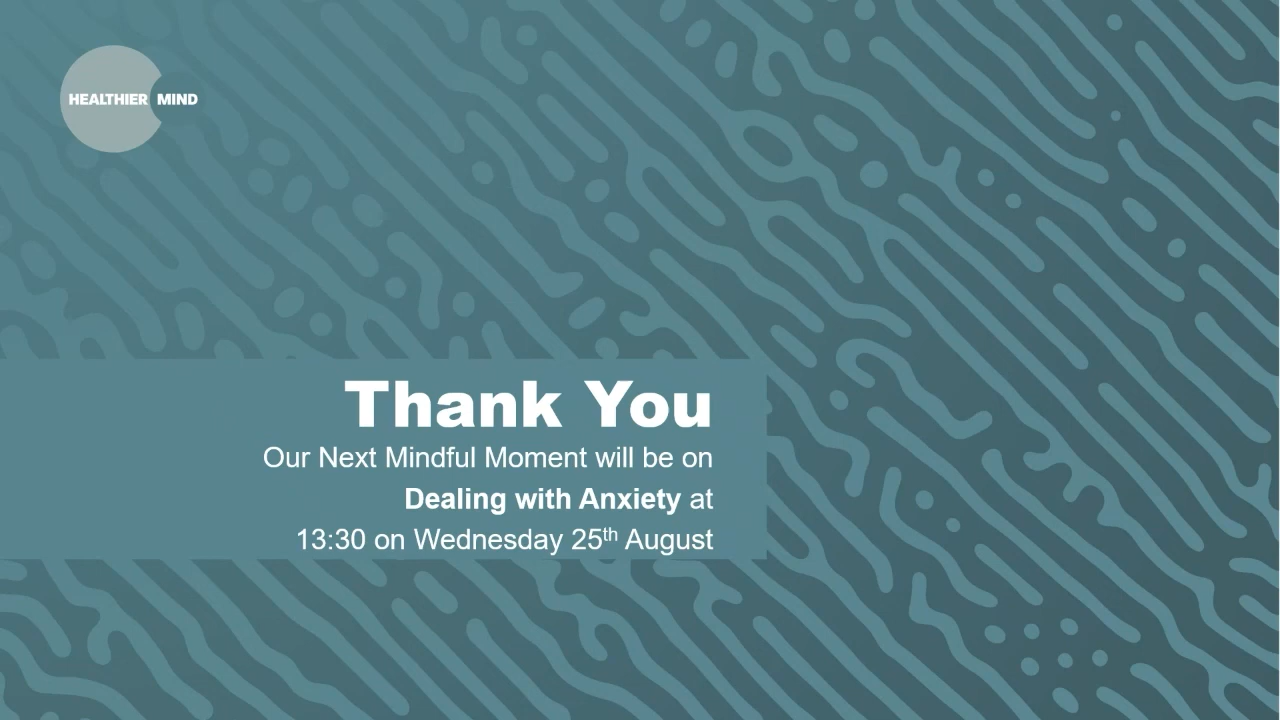 HEALTHIER MIND
Thank You
Our Next Mindful Moment will be on
Dealing with Anxiety at
13:30 on Wednesday 25th August